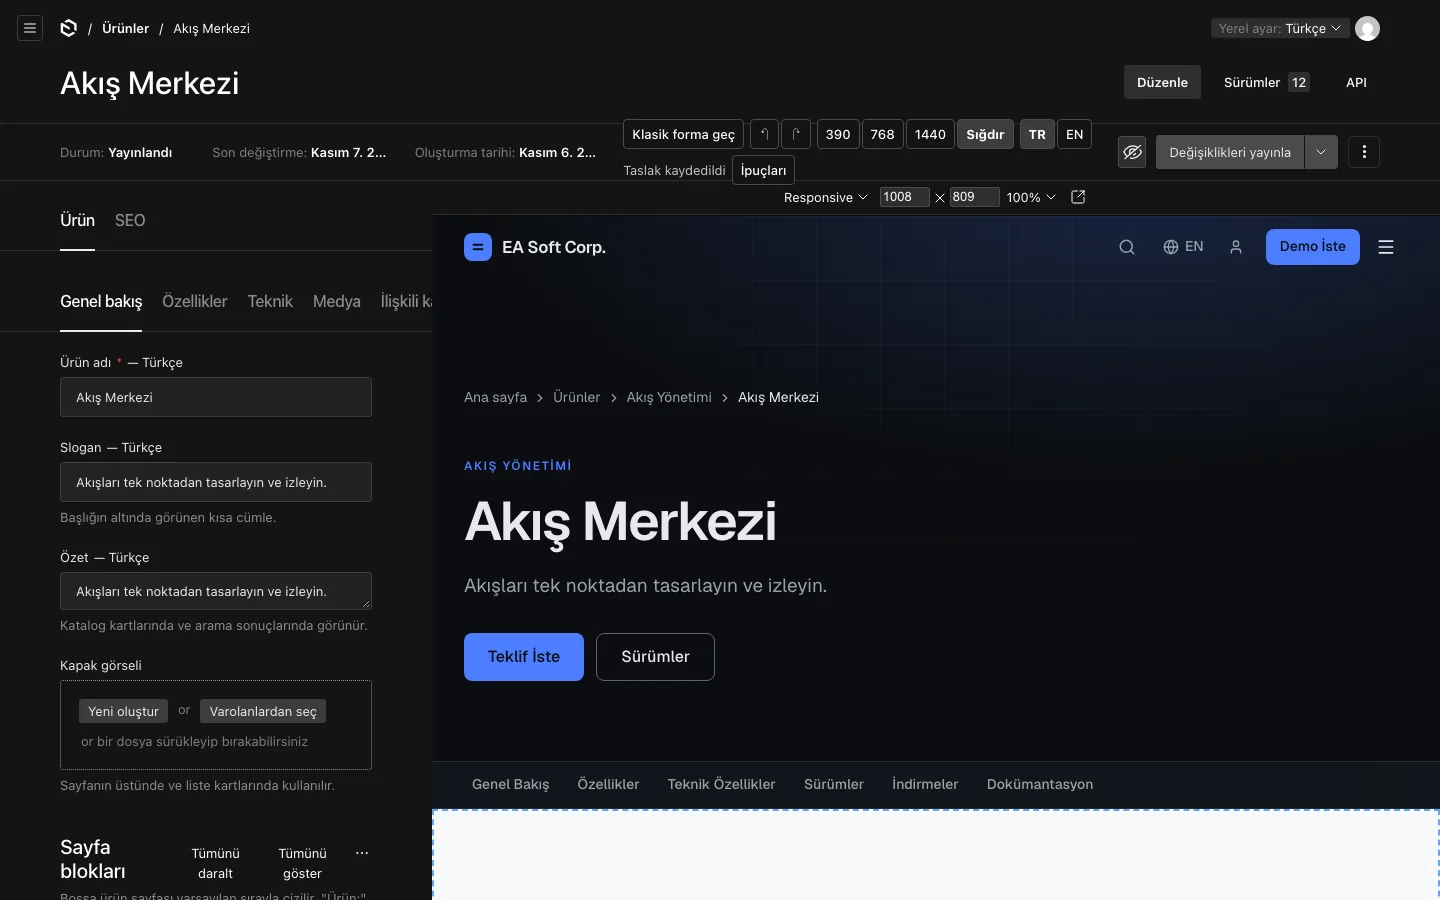 / Ürünler / Akış Merkezi
Yerel ayar: Türkçe
Akış Merkezi
Düzenle
Sürümler 12
API
Durum: Yayınlandı
Son değiştirme: Kasım 7. 2...
Oluşturma tarihi: Kasım 6. 2...
Klasik forma geç
390
768
1440
Sığdır
TR
EN
Taslak kaydedildi
İpuçları
Değişiklikleri yayınla
Responsive
1008
809
100%
Ürün
SEO
Genel bakış
Özellikler
Teknik
Medya
İlişkili
Ürün adı * — Türkçe
Akış Merkezi
Slogan — Türkçe
Akışları tek noktadan tasarlayın ve izleyin.
Başlığın altında görünen kısa cümle.
Özet — Türkçe
Akışları tek noktadan tasarlayın ve izleyin.
Katalog kartlarında ve arama sonuçlarında görünür.
Kapak görseli
Yeni oluştur or Varolanlardan seç
or bir dosya sürükleyip bırakabilirsiniz
Sayfanın üstünde ve liste kartlarında kullanılır.
Sayfa
blokları
Tümünü
daralt
Tümünü
göster
...
Boşsa ürün sayfası varsayılan sırayla çizilir. "Ürün:"
EA Soft Corp.
EN
Demo İste
Ana sayfa > Ürünler > Akış Yönetimi > Akış Merkezi
AKIŞ YÖNETİMİ
Akış Merkezi
Akışları tek noktadan tasarlayın ve izleyin.
Teklif İste
Sürümler
Genel Bakış
Özellikler
Teknik Özellikler
Sürümler
İndirmeler
Dokümantasyon